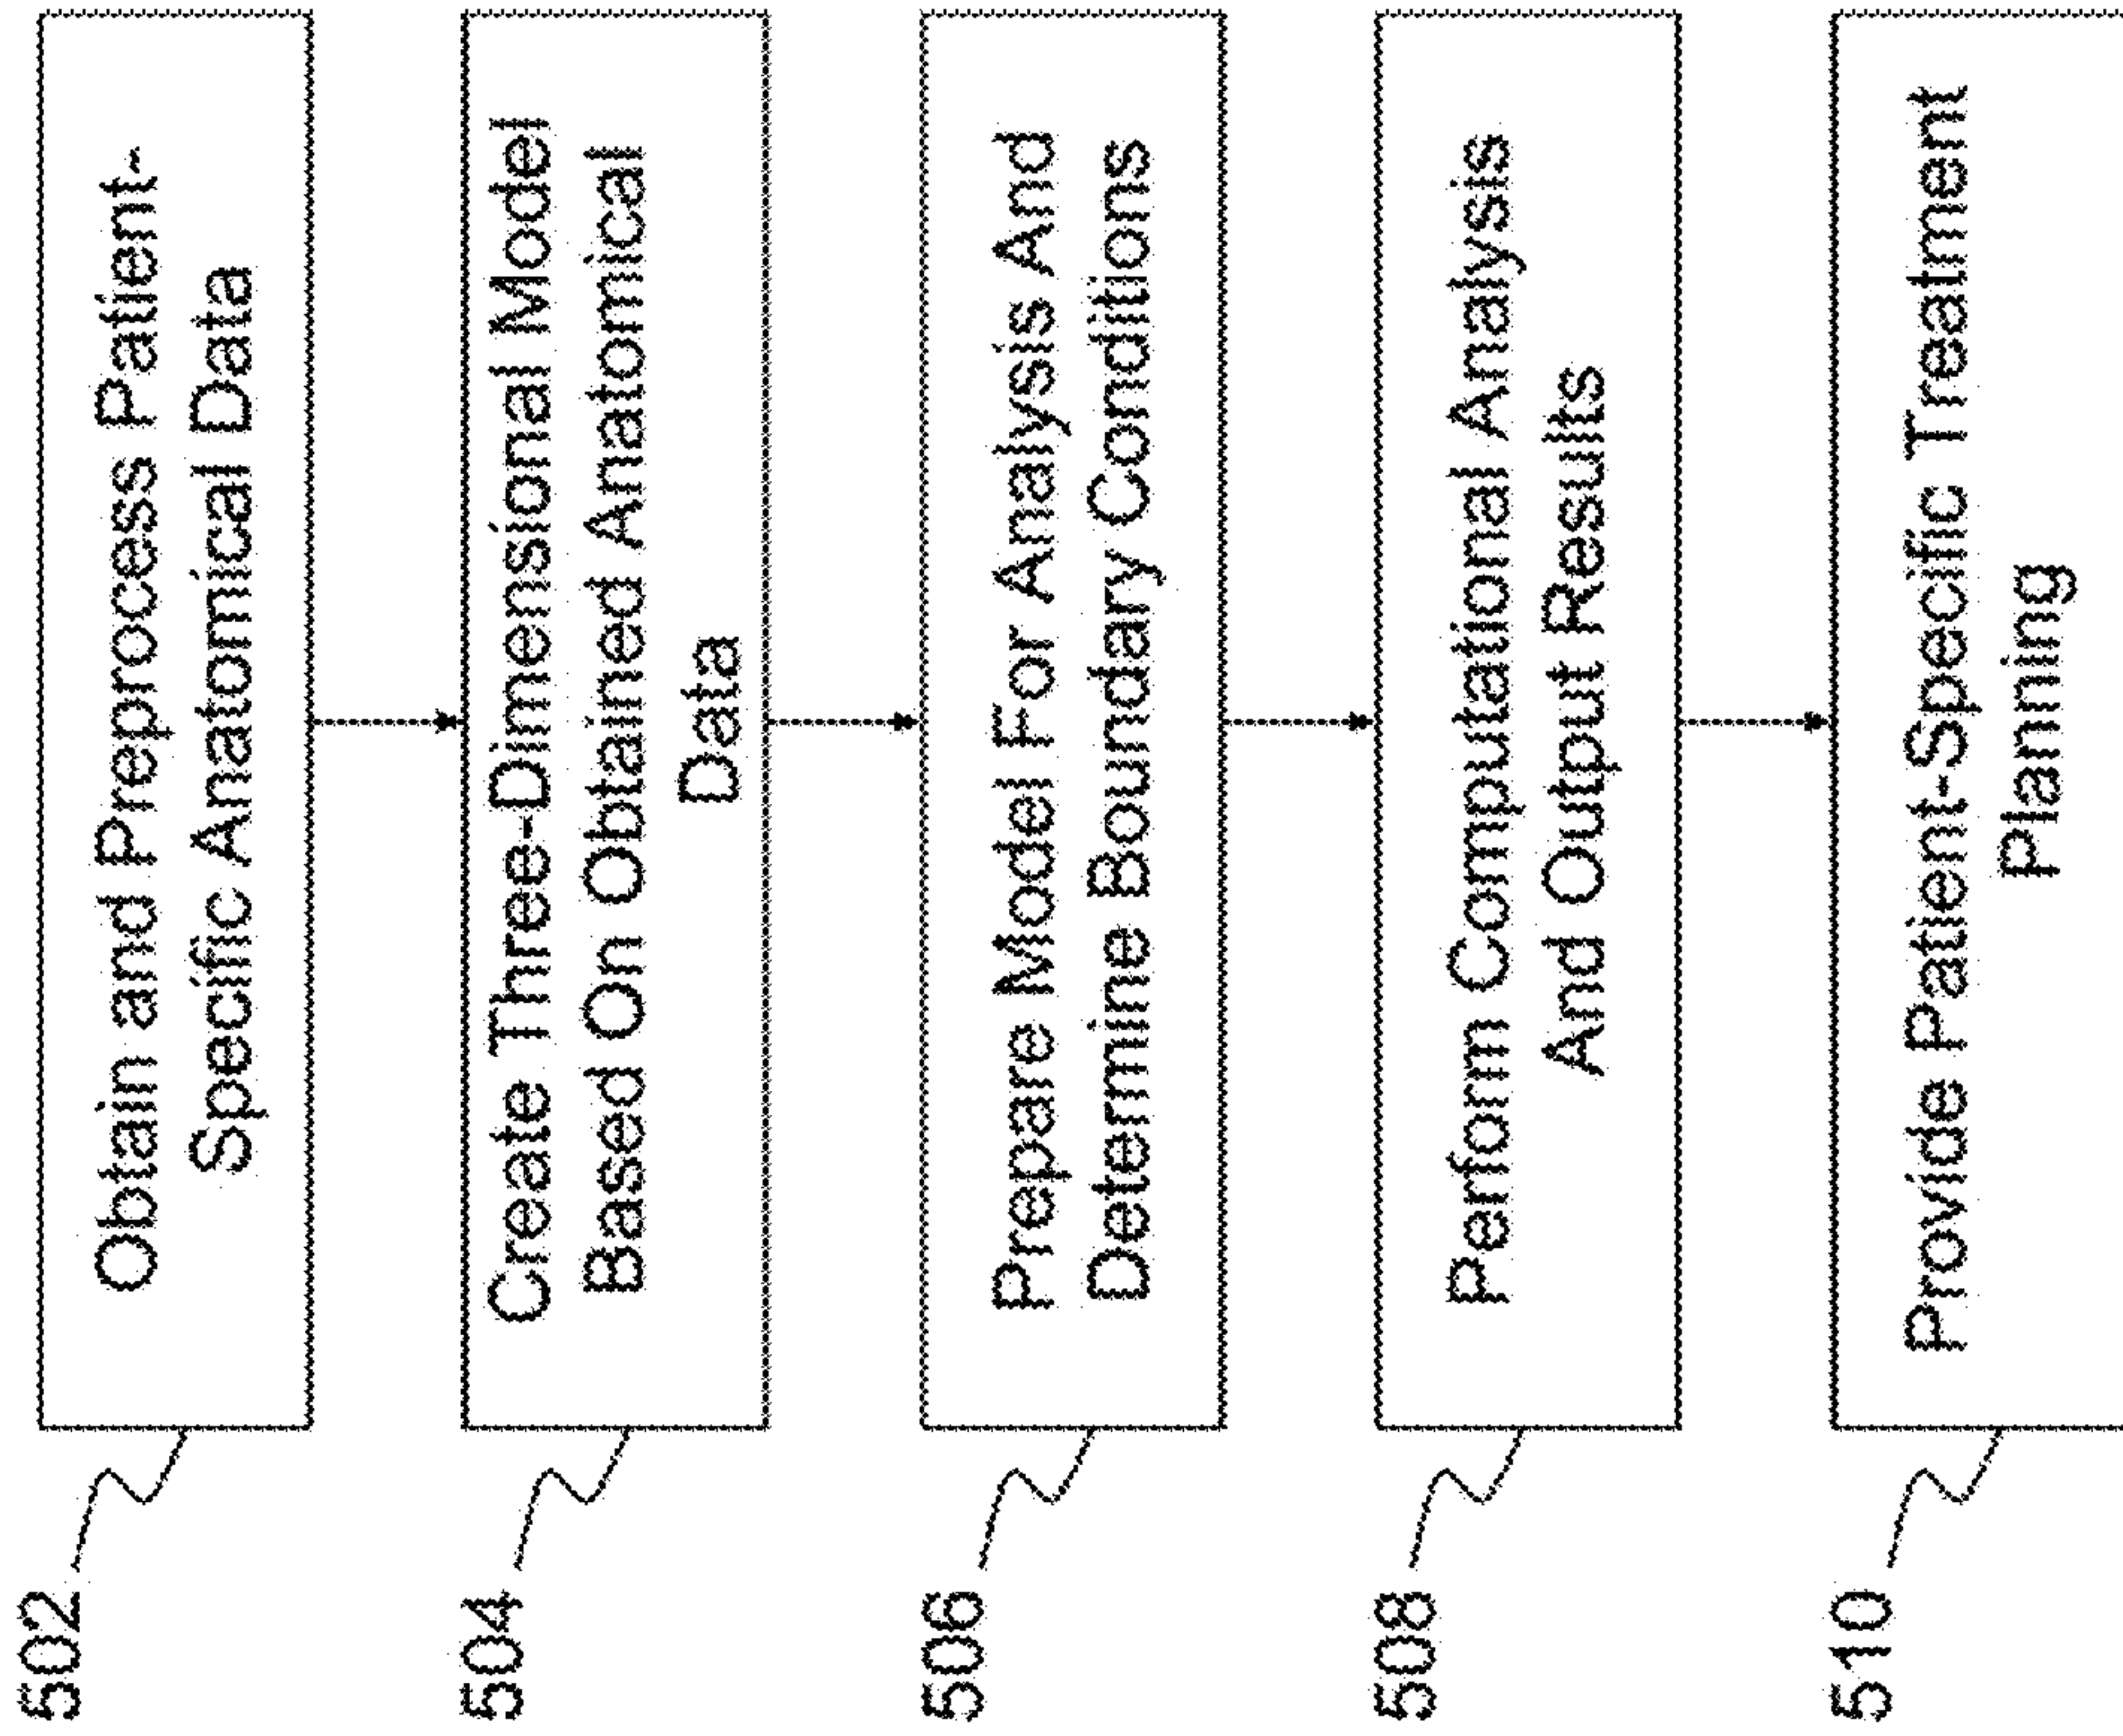 502
Obtain and Preprocess Patient-
Specific Anatomical Data
504
Create Three-Dimensional Model
Based On Obtained Anatomical
Data
506
Prepare Model For Analysis And
Determine Boundary Conditions
508
Perform Computational Analysis
And Output Results
510
Provide Patient-Specific Treatment
Planning